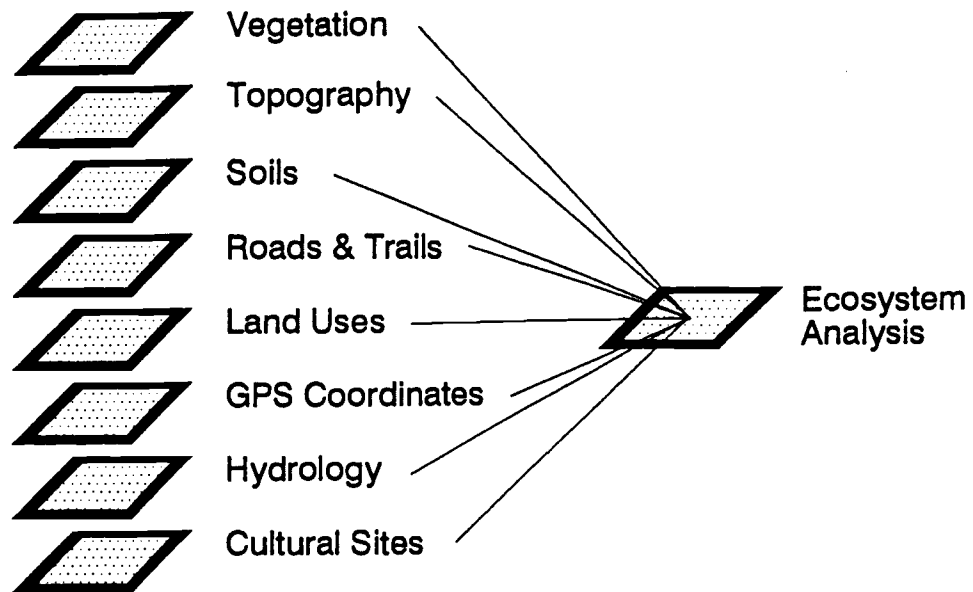 Vegetation
Topography
Soils
Roads & Trails
Land Uses
GPS Coordinates
Hydrology
Cultural Sites
Ecosystem
Analysis